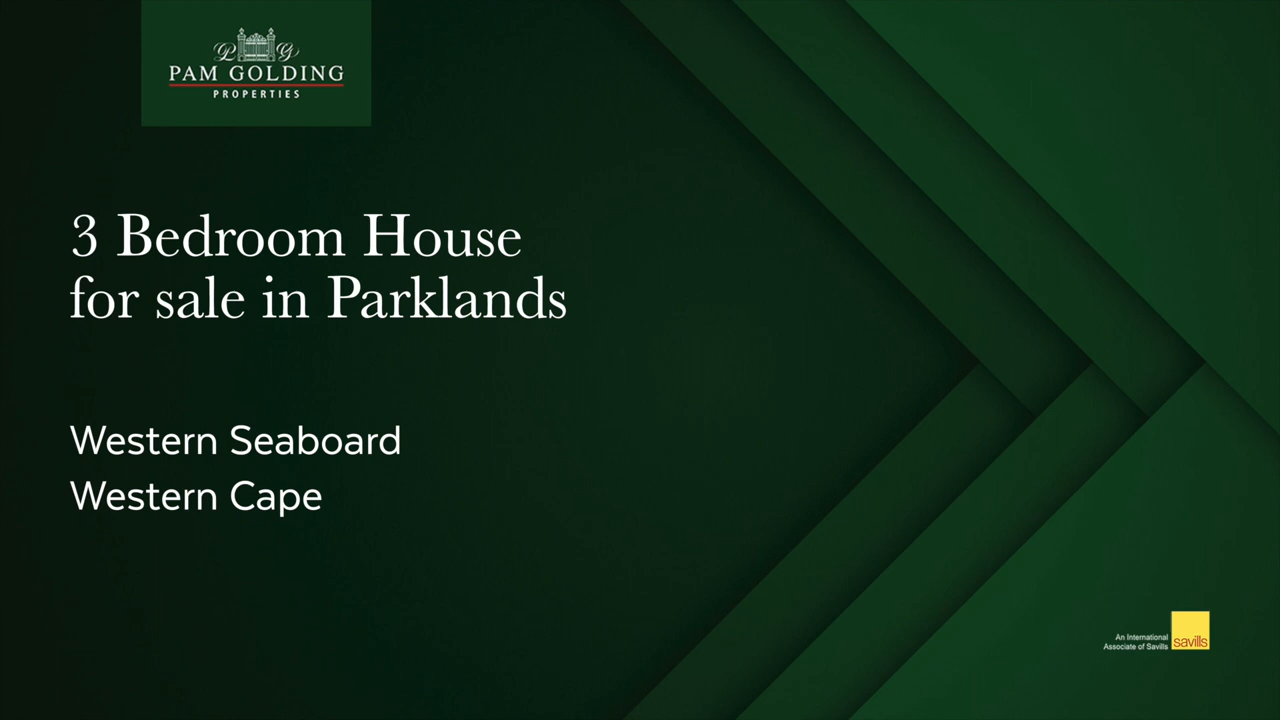 P G
PAM GOLDING
PROPERTIES
3 Bedroom House
for sale in Parklands
Western Seaboard
Western Cape
An International
Associate of Savills
savills